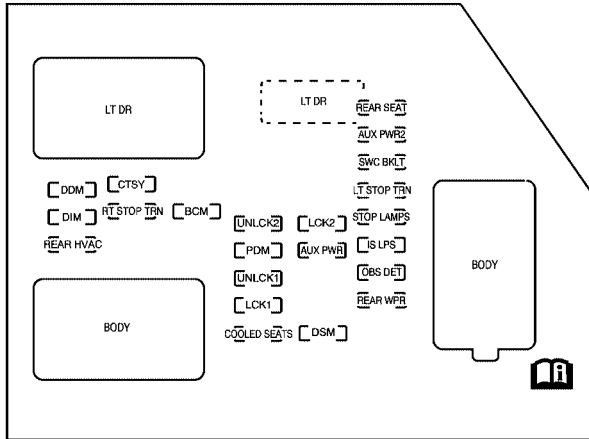 LT DR
LT DR
REAR SEAT
AUX PWR2
SWC BKLT
DDM
CTSY
LT STOP TRN
DIM
RT STOP TRN
BCM
UNLCK2
LCK2
STOP LAMPS
REAR HVAC
PDM
AUX PWR
IS LPS
BODY
UNLCK1
OBS DET
LCK1
REAR WPR
BODY
COOLED SEATS
DSM
i